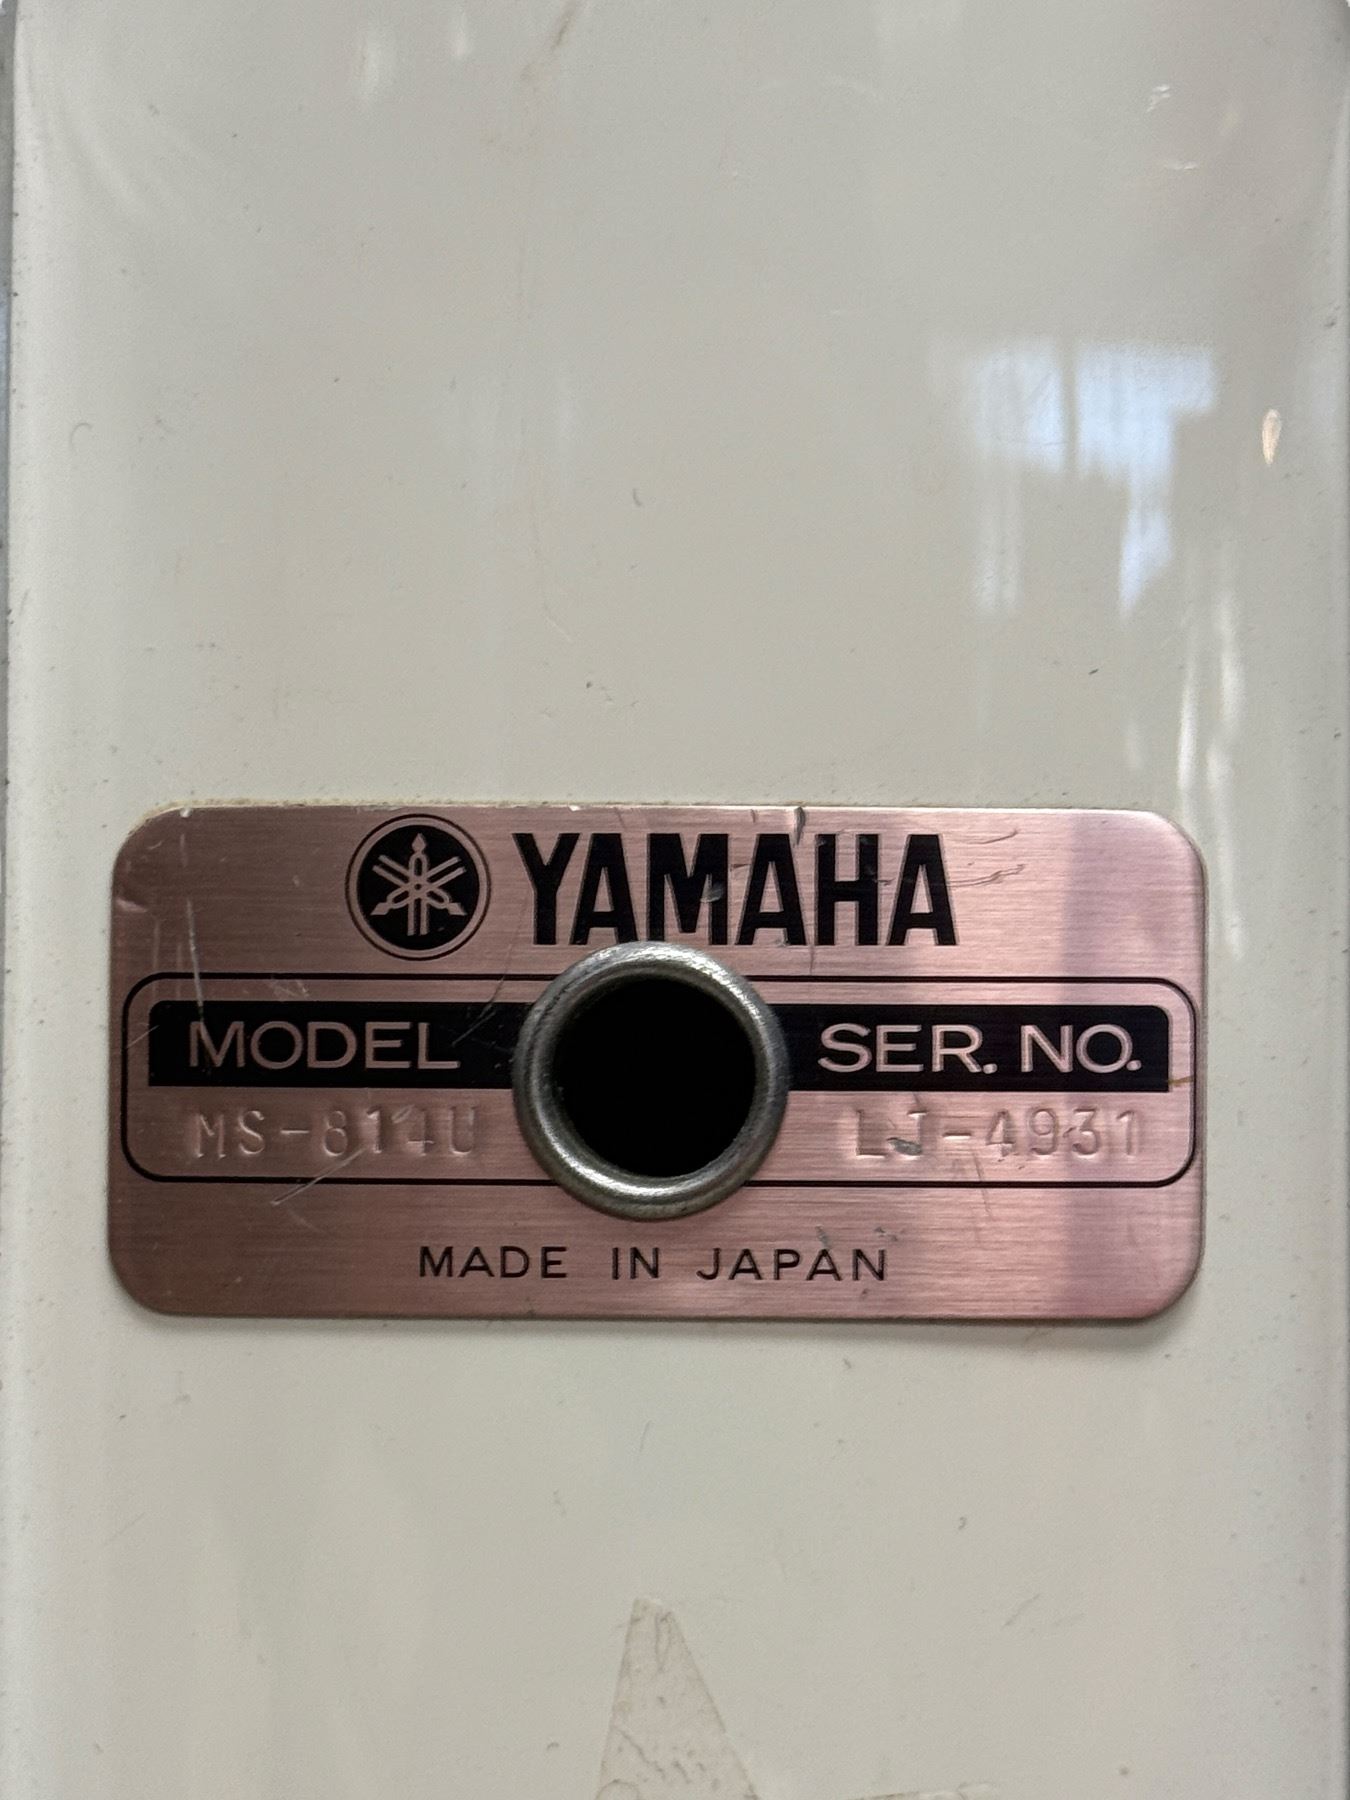 YAMAHA
MODEL SER. NO.
MS-814U LJ-4931
MADE IN JAPAN